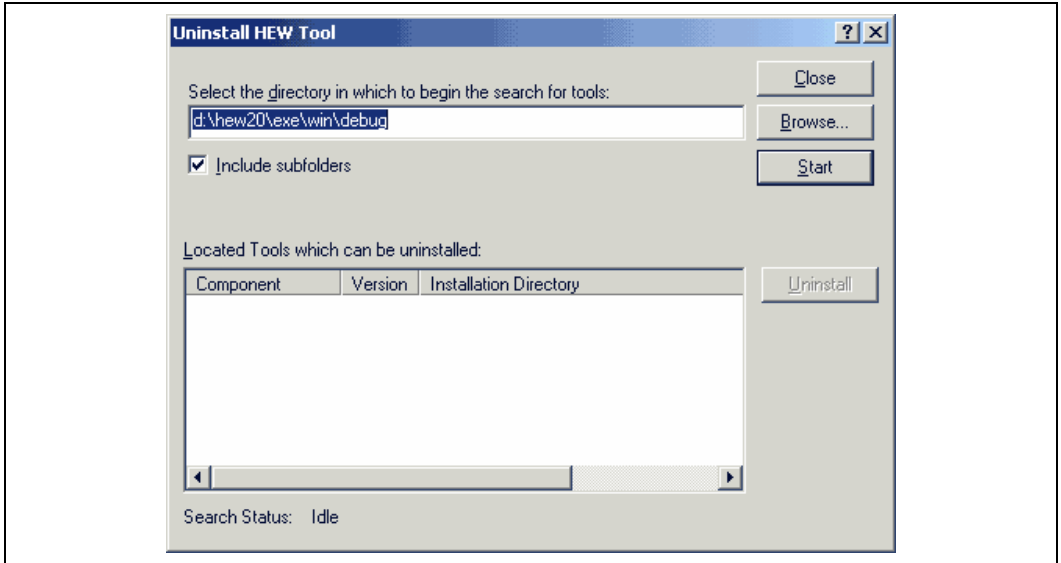 Uninstall HEW Tool
Close
Select the directory in which to begin the search for tools:
d:\hew20\exe\win\debug
Browse...
Include subfolders
Start
Located Tools which can be uninstalled:
Component Version Installation Directory
Uninstall
Search Status: Idle